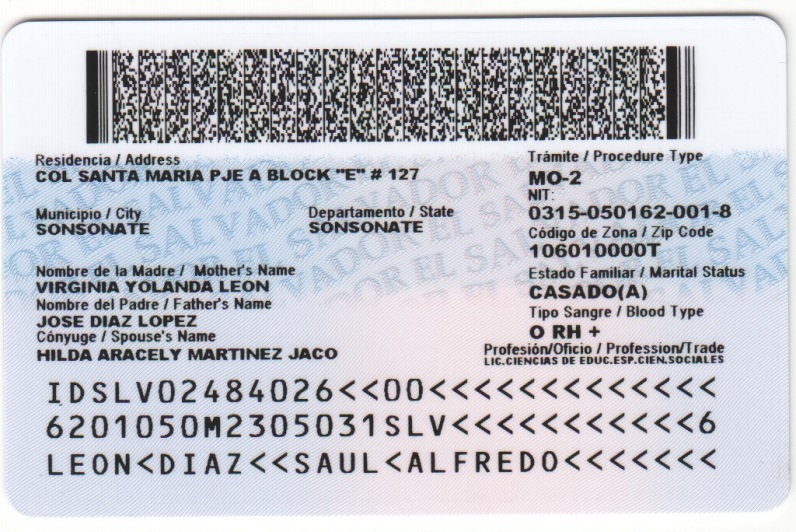 Residencia / Address
COL SANTA MARIA PJE A BLOCK "E" # 127
Municipio / City
SONSONATE
Departamento / State
SONSONATE
Nombre de la Madre / Mother's Name
VIRGINIA YOLANDA LEON
Nombre del Padre / Father's Name
JOSE DIAZ LOPEZ
Cónyuge / Spouse's Name
HILDA ARACELY MARTINEZ JACO
Trámite / Procedure Type
MO-2
NIT:
0315-050162-001-8
Código de Zona / Zip Code
106010000T
Estado Familiar / Marital Status
CASADO(A)
Tipo Sangre / Blood Type
O RH +
Profesión/Oficio / Profession/Trade
LIC.CIENCIAS DE EDUC.ESP.CIEN.SOCIALES
IDSLV02484026<<00<<<<<<<<<<<<<
6201050M2305031SLV<<<<<<<<<<<6
LEON<DIAZ<<SAUL<ALFREDO<<<<<<<